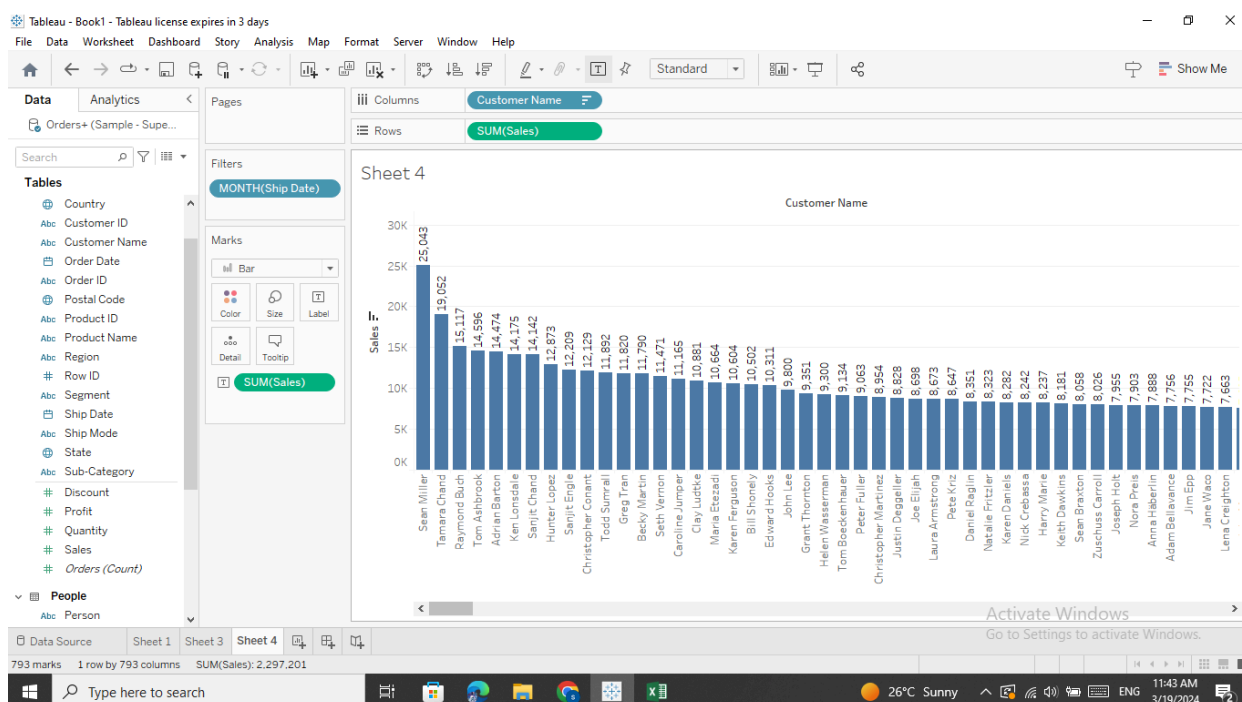 Tableau - Book1 - Tableau license expires in 3 days
File Data Worksheet Dashboard Story Analysis Map Format Server Window Help
Standard
Show Me
Data Analytics
Orders+ (Sample - Supe...
Search
Tables
Country
Abc Customer ID
Abc Customer Name
Order Date
Abc Order ID
Postal Code
Abc Product ID
Abc Product Name
Abc Region
# Row ID
Abc Segment
Ship Date
Abc Ship Mode
State
Abc Sub-Category
# Discount
# Profit
# Quantity
# Sales
# Orders (Count)
People
Abc Person
Pages
Filters
MONTH(Ship Date)
Marks
Bar
Color Size Label
Detail Tooltip
SUM(Sales)
Columns Customer Name
Rows SUM(Sales)
Sheet 4
Customer Name
Sales
30K
25K
20K
15K
10K
5K
0K
25,043
19,052
15,117
14,596
14,474
14,175
14,142
12,873
12,209
12,129
11,892
11,820
11,790
11,471
11,165
10,881
10,664
10,604
10,502
10,311
9,800
9,351
9,300
9,134
9,063
8,954
8,828
8,698
8,673
8,647
8,351
8,323
8,282
8,242
8,237
8,181
8,058
8,026
7,955
7,903
7,888
7,756
7,755
7,722
7,663
Sean Miller
Tamara Chand
Raymond Buch
Tom Ashbrook
Adrian Barton
Ken Lonsdale
Sanjit Chand
Hunter Lopez
Sanjit Engle
Christopher Conant
Todd Sumrall
Greg Tran
Becky Martin
Seth Vernon
Caroline Jumper
Clay Ludtke
Maria Etezadi
Karen Ferguson
Bill Shonely
Edward Hooks
John Lee
Grant Thornton
Helen Wasserman
Tom Boeckenhauer
Peter Fuller
Christopher Martinez
Justin Deggeller
Joe Elijah
Laura Armstrong
Pete Kriz
Daniel Raglin
Natalie Fritzler
Karen Daniels
Nick Crebassa
Harry Marie
Keith Dawkins
Sean Braxton
Zuschuss Carroll
Joseph Holt
Nora Preis
Anna Häberlin
Adam Bellavance
Jim Epp
Jane Waco
Lena Creighton
Activate Windows
Go to Settings to activate Windows.
Data Source Sheet 1 Sheet 3 Sheet 4
793 marks 1 row by 793 columns SUM(Sales): 2,297,201
Type here to search
26°C Sunny
ENG
11:43 AM
3/19/2024